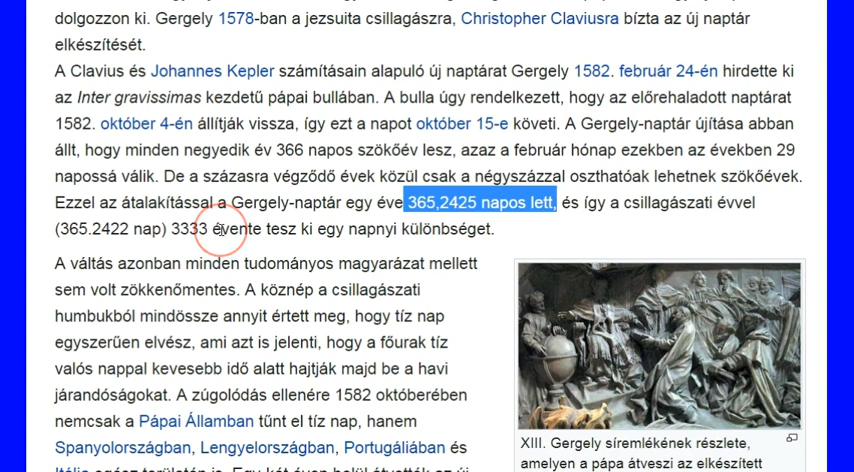 dolgozzon ki. Gergely 1578-ban a jezsuita csillagászra, Christopher Claviusra bízta az új naptár
elkészítését.
A Clavius és Johannes Kepler számításain alapuló új naptárat Gergely 1582. február 24-én hirdette ki
az Inter gravissimas kezdetű pápai bullában. A bulla úgy rendelkezett, hogy az előrehaladott naptárat
1582. október 4-én állítják vissza, így ezt a napot október 15-e követi. A Gergely-naptár újítása abban
állt, hogy minden negyedik év 366 napos szökőév lesz, azaz a február hónap ezekben az években 29
napossá válik. De a százasra végződő évek közül csak a négyszázzal oszthatóak lehetnek szökőévek.
Ezzel az átalakítással a Gergely-naptár egy éve 365,2425 napos lett, és így a csillagászati évvel
(365.2422 nap) 3333 évente tesz ki egy napnyi különbséget.
A váltás azonban minden tudományos magyarázat mellett
sem volt zökkenőmentes. A köznép a csillagászati
humbukból mindössze annyit értett meg, hogy tíz nap
egyszerűen elvész, ami azt is jelenti, hogy a főurak tíz
valós nappal kevesebb idő alatt hajtják majd be a havi
járandóságokat. A zúgolódás ellenére 1582 októberében
nemcsak a Pápai Államban tűnt el tíz nap, hanem
Spanyolországban, Lengyelországban, Portugáliában és
XIII. Gergely síremlékének részlete,
amelyen a pápa átveszi az elkészített